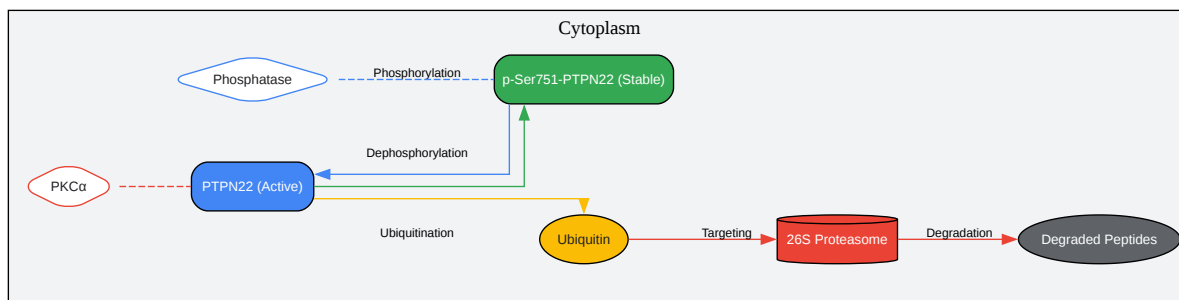 Cytoplasm
Phosphatase
Phosphorylation
p-Ser751-PTPN22 (Stable)
Dephosphorylation
PKCα
PTPN22 (Active)
Ubiquitination
Ubiquitin
Targeting
26S Proteasome
Degradation
Degraded Peptides